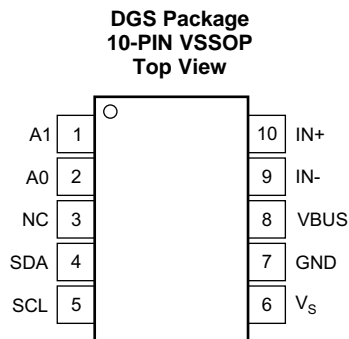 DGS Package
10-PIN VSSOP
Top View
A1 1 10 IN+
A0 2 9 IN-
NC 3 8 VBUS
SDA 4 7 GND
SCL 5 6 VS